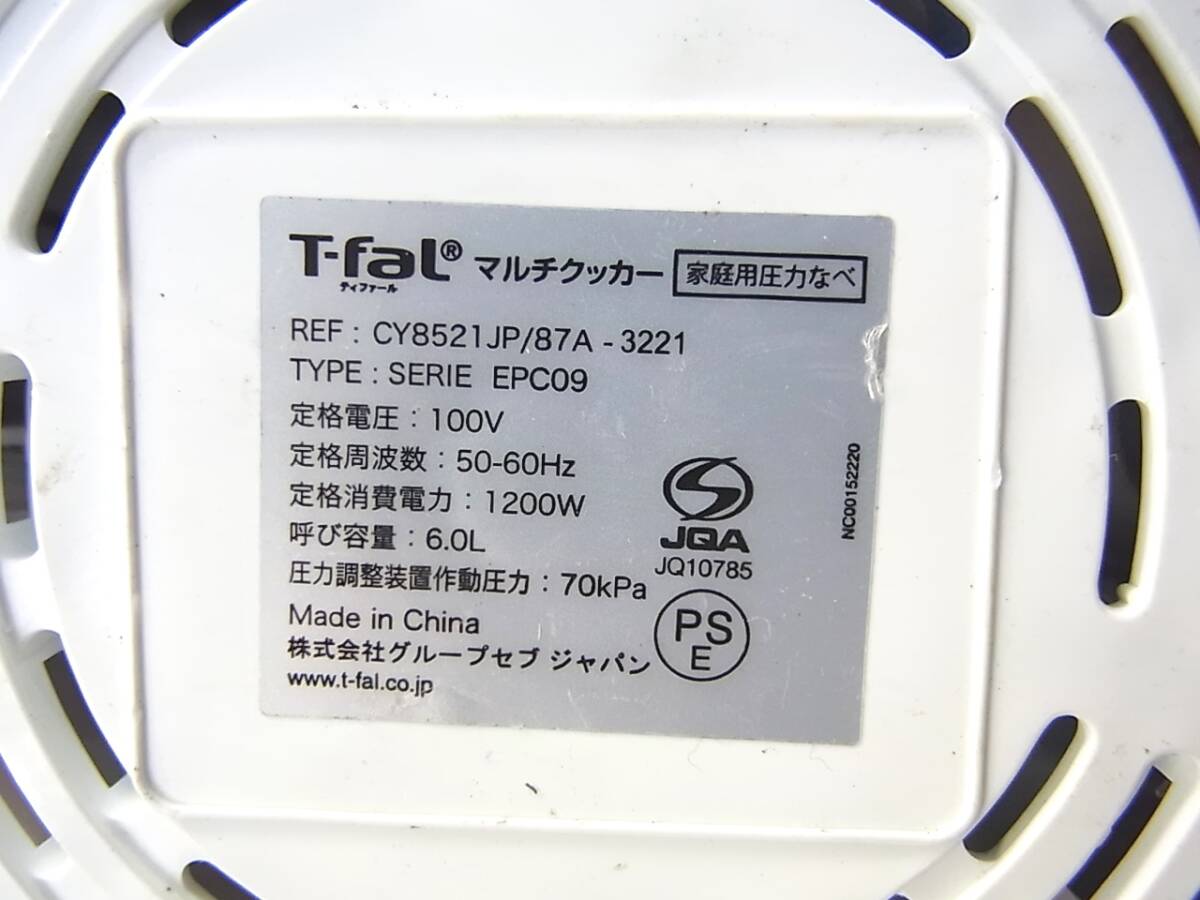 T-fal® マルチクッカー 家庭用圧力なべ
ティファール
REF : CY8521JP/87A - 3221
TYPE : SERIE EPC09
定格電圧 : 100V
定格周波数 : 50-60Hz
定格消費電力 : 1200W
呼び容量 : 6.0L
圧力調整装置作動圧力 : 70kPa
Made in China
株式会社グループセブ ジャパン
www.t-fal.co.jp
S
JQA
JQ10785
PS
E
NC00152220